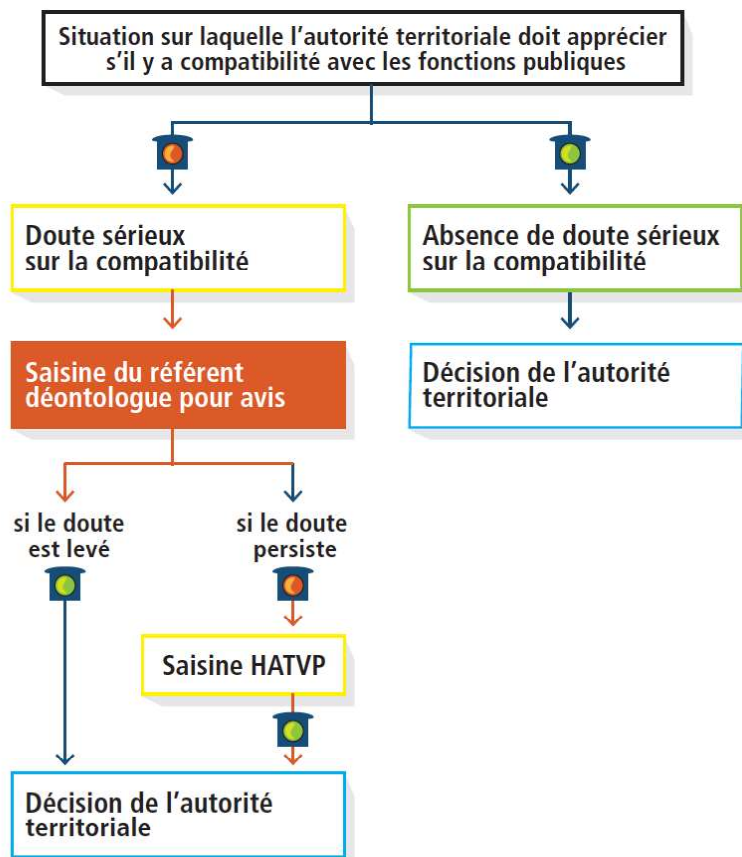 Situation sur laquelle l’autorité territoriale doit apprécier
s’il y a compatibilité avec les fonctions publiques
Doute sérieux
sur la compatibilité
Absence de doute sérieux
sur la compatibilité
Saisine du référent
déontologue pour avis
Décision de l’autorité
territoriale
si le doute
est levé
si le doute
persiste
Saisine HATVP
Décision de l’autorité
territoriale